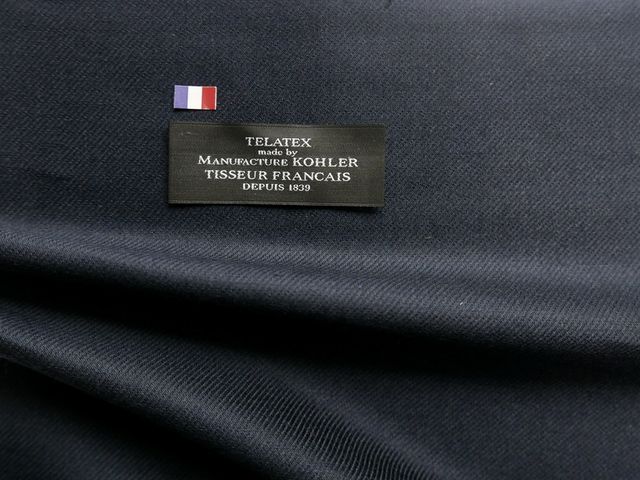 TELATEX
made by
MANUFACTURE KOHLER
TISSEUR FRANCAIS
DEPUIS 1839